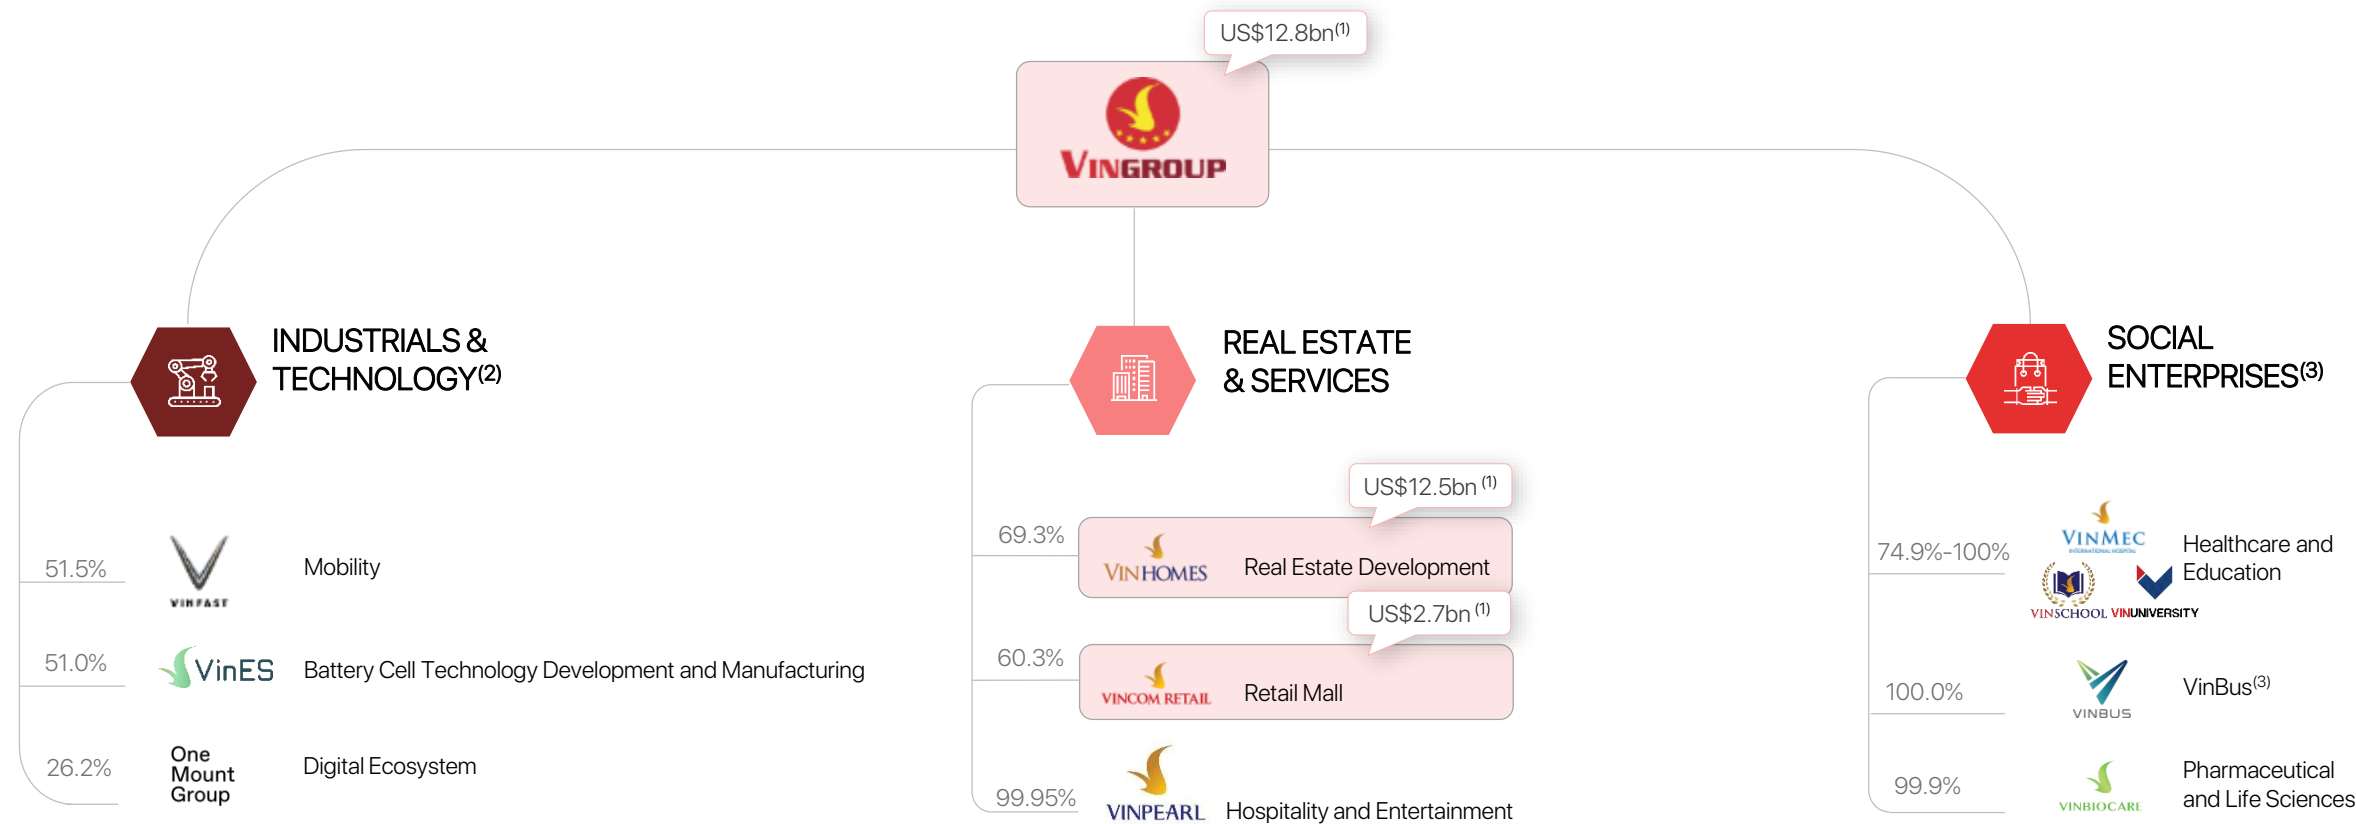 US$12.8bn(1)
VINGROUP
INDUSTRIALS &
TECHNOLOGY(2)
51.5%
VINFAST
Mobility
51.0%
VinES
Battery Cell Technology Development and Manufacturing
26.2%
One
Mount
Group
Digital Ecosystem
REAL ESTATE
& SERVICES
US$12.5bn (1)
69.3%
VINHOMES
Real Estate Development
US$2.7bn (1)
60.3%
VINCOM RETAIL
Retail Mall
99.95%
VINPEARL
Hospitality and Entertainment
SOCIAL
ENTERPRISES(3)
74.9%-100%
VINMEC
INTERNATIONAL HOSPITAL
VINSCHOOL
VINUNIVERSITY
Healthcare and
Education
100.0%
VINBUS
VinBus(3)
99.9%
VINBIOCARE
Pharmaceutical
and Life Sciences